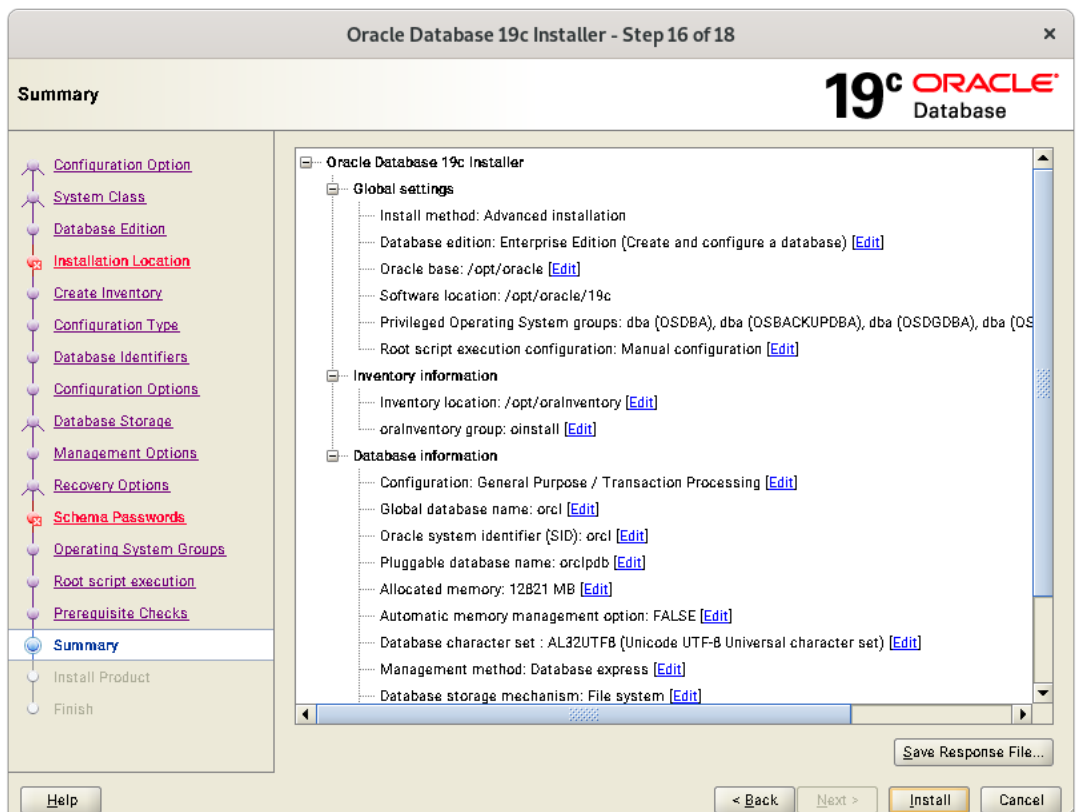 Oracle Database 19c Installer - Step 16 of 18
×
Summary
19c ORACLE
Database
Configuration Option
System Class
Database Edition
Installation Location
Create Inventory
Configuration Type
Database Identifiers
Configuration Options
Database Storage
Management Options
Recovery Options
Schema Passwords
Operating System Groups
Root script execution
Prerequisite Checks
Summary
Install Product
Finish
Oracle Database 19c Installer
Global settings
Install method: Advanced installation
Database edition: Enterprise Edition (Create and configure a database) [Edit]
Oracle base: /opt/oracle [Edit]
Software location: /opt/oracle/19c
Privileged Operating System groups: dba (OSDBA), dba (OSBACKUPDBA), dba (OSDGDBA), dba (OS
Root script execution configuration: Manual configuration [Edit]
Inventory information
Inventory location: /opt/oraInventory [Edit]
oraInventory group: oinstall [Edit]
Database information
Configuration: General Purpose / Transaction Processing [Edit]
Global database name: orcl [Edit]
Oracle system identifier (SID): orcl [Edit]
Pluggable database name: orclpdb [Edit]
Allocated memory: 12821 MB [Edit]
Automatic memory management option: FALSE [Edit]
Database character set : AL32UTF8 (Unicode UTF-8 Universal character set) [Edit]
Management method: Database express [Edit]
Database storage mechanism: File system [Edit]
Save Response File...
Help
< Back
Next >
Install
Cancel